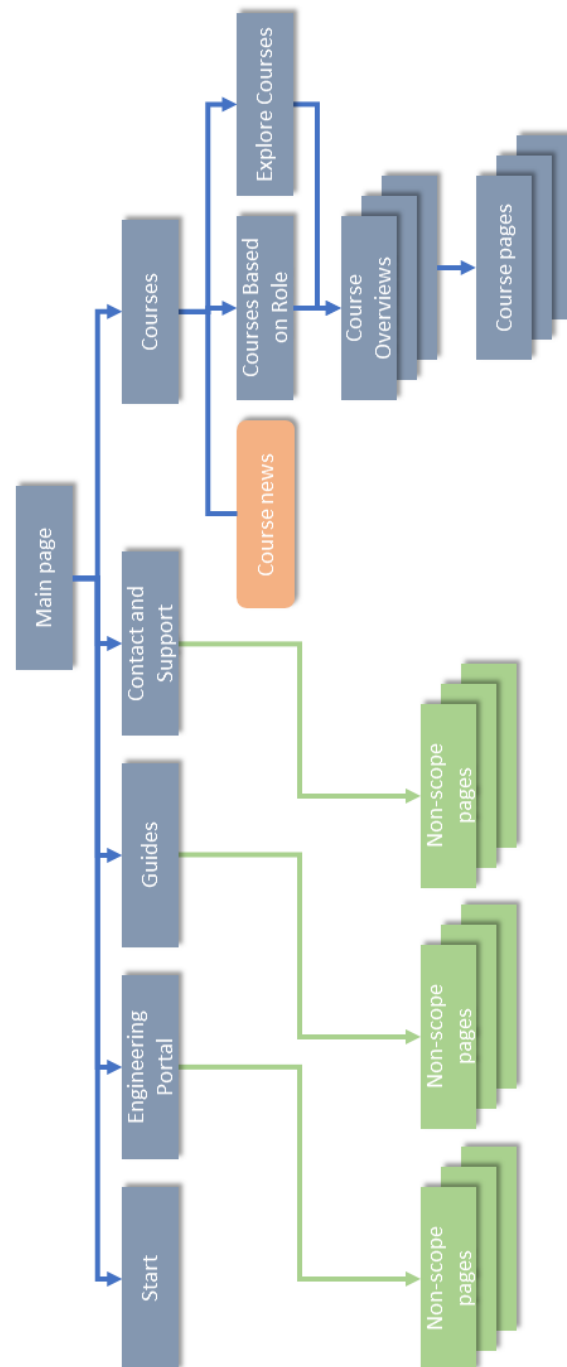 Main page
Start
Engineering
Portal
Guides
Contact and
Support
Courses
Course news
Courses Based
on Role
Explore Courses
Course
Overviews
Non-scope
pages
Non-scope
pages
Non-scope
pages
Course pages